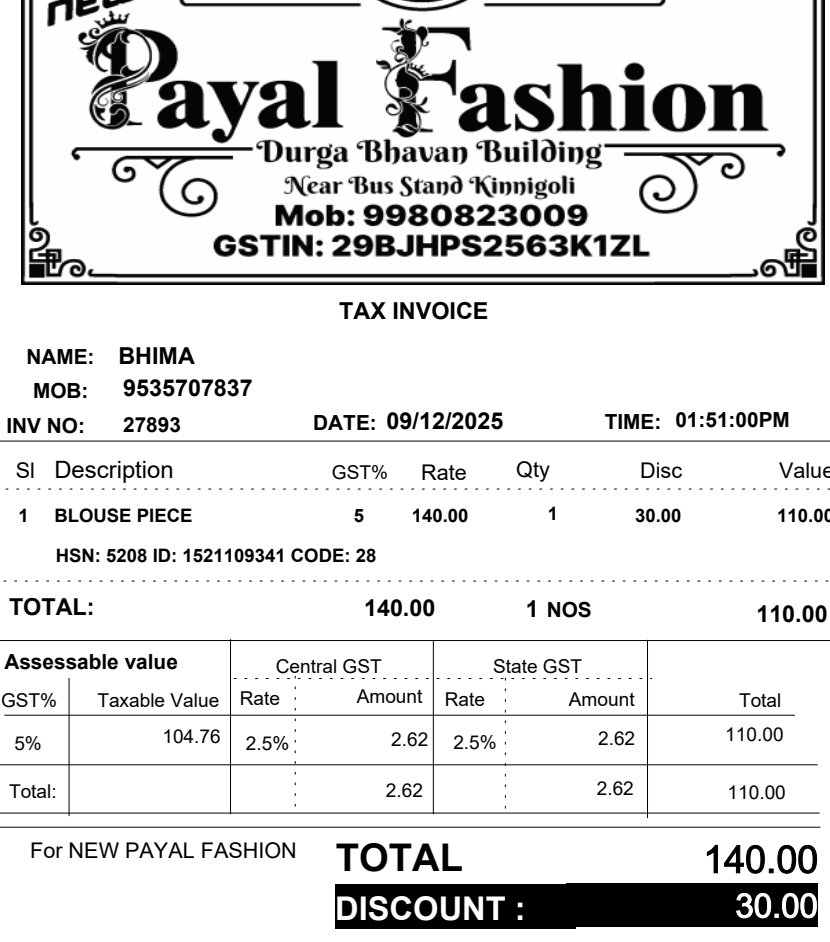 new
Payal Fashion
Durga Bhavan Building
Near Bus Stand Kinnigoli
Mob: 9980823009
GSTIN: 29BJHPS2563K1ZL
TAX INVOICE
NAME: BHIMA
MOB: 9535707837
INV NO: 27893 DATE: 09/12/2025 TIME: 01:51:00PM
Sl Description GST% Rate Qty Disc Value
1 BLOUSE PIECE 5 140.00 1 30.00 110.00
HSN: 5208 ID: 1521109341 CODE: 28
TOTAL: 140.00 1 NOS 110.00
Assessable value Central GST State GST
GST% Taxable Value Rate Amount Rate Amount Total
5% 104.76 2.5% 2.62 2.5% 2.62 110.00
Total: 2.62 2.62 110.00
For NEW PAYAL FASHION TOTAL 140.00
DISCOUNT : 30.00